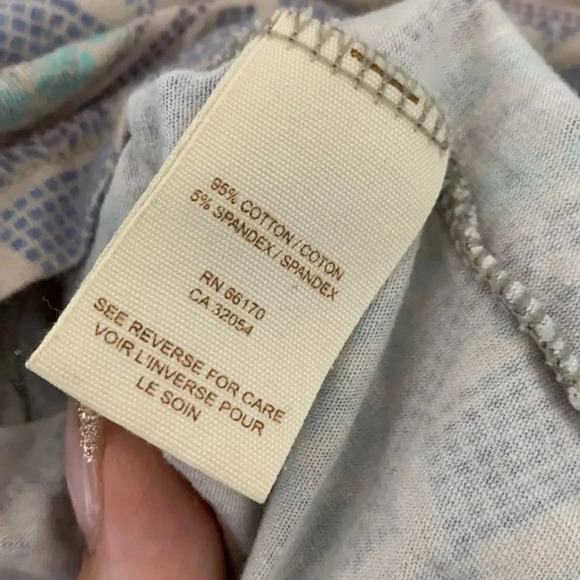 95% COTTON / COTON
5% SPANDEX / SPANDEX
RN 66170
CA 32054
SEE REVERSE FOR CARE
VOIR L'INVERSE POUR
LE SOIN